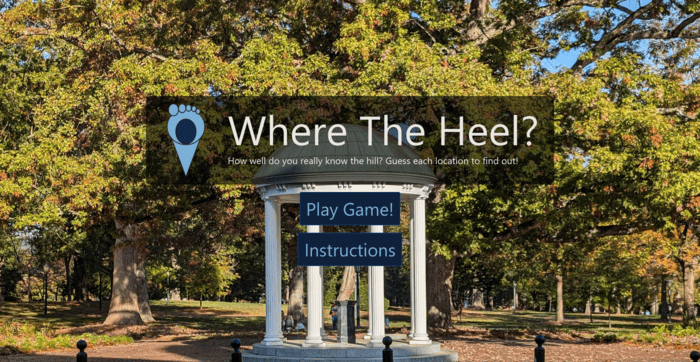 Where The Heel?
How well do you really know the hill? Guess each location to find out!
Play Game!
Instructions